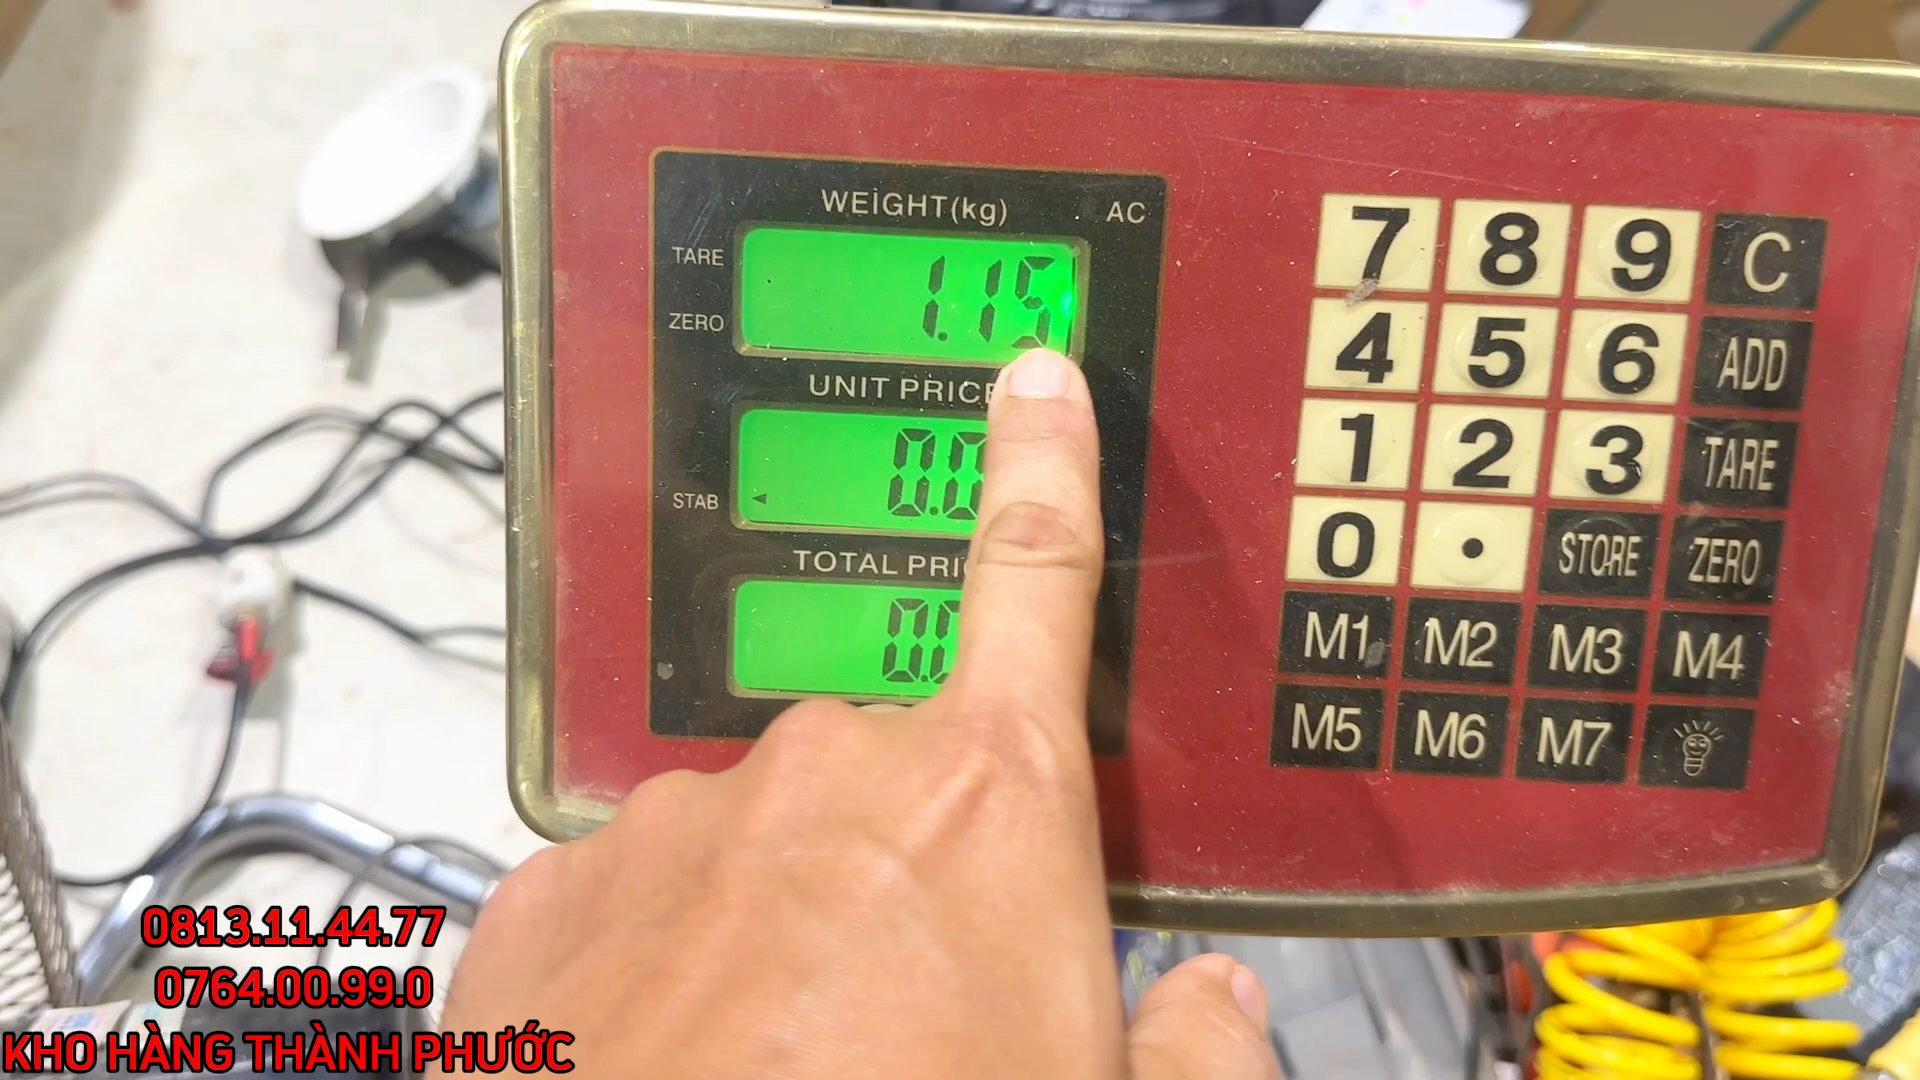 WEIGHT(kg) AC
TARE
ZERO
1.15
UNIT PRICE
0.0
STAB
TOTAL PRI
0.0
7 8 9 C
4 5 6 ADD
1 2 3 TARE
0 . STORE ZERO
M1 M2 M3 M4
M5 M6 M7
0813.11.44.77
0764.00.99.0
KHO HÀNG THÀNH PHƯỚC